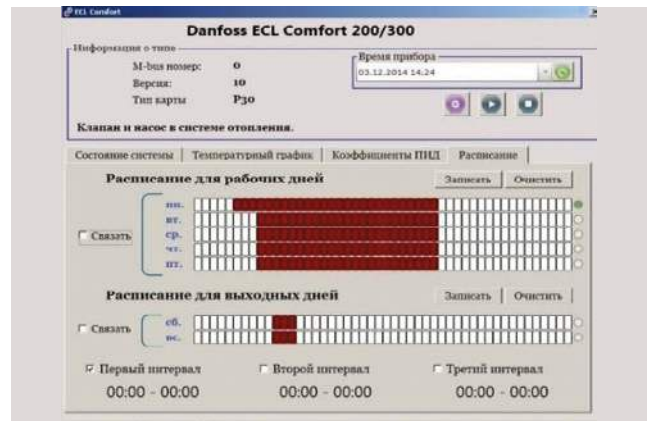 ECL Comfort
Danfoss ECL Comfort 200/300
Информация о типе
M-bus номер: 0
Версия: 10
Тип карты P30
Время прибора
03.12.2014 14:24
Клапан и насос в системе отопления.
Состояние системы Температурный график Коэффициенты ПИД Расписание
Расписание для рабочих дней Записать Очистить
пн.
вт.
Связать ср.
чт.
пт.
Расписание для выходных дней Записать Очистить
сб.
Связать
вс.
Первый интервал Второй интервал Третий интервал
00:00 - 00:00 00:00 - 00:00 00:00 - 00:00